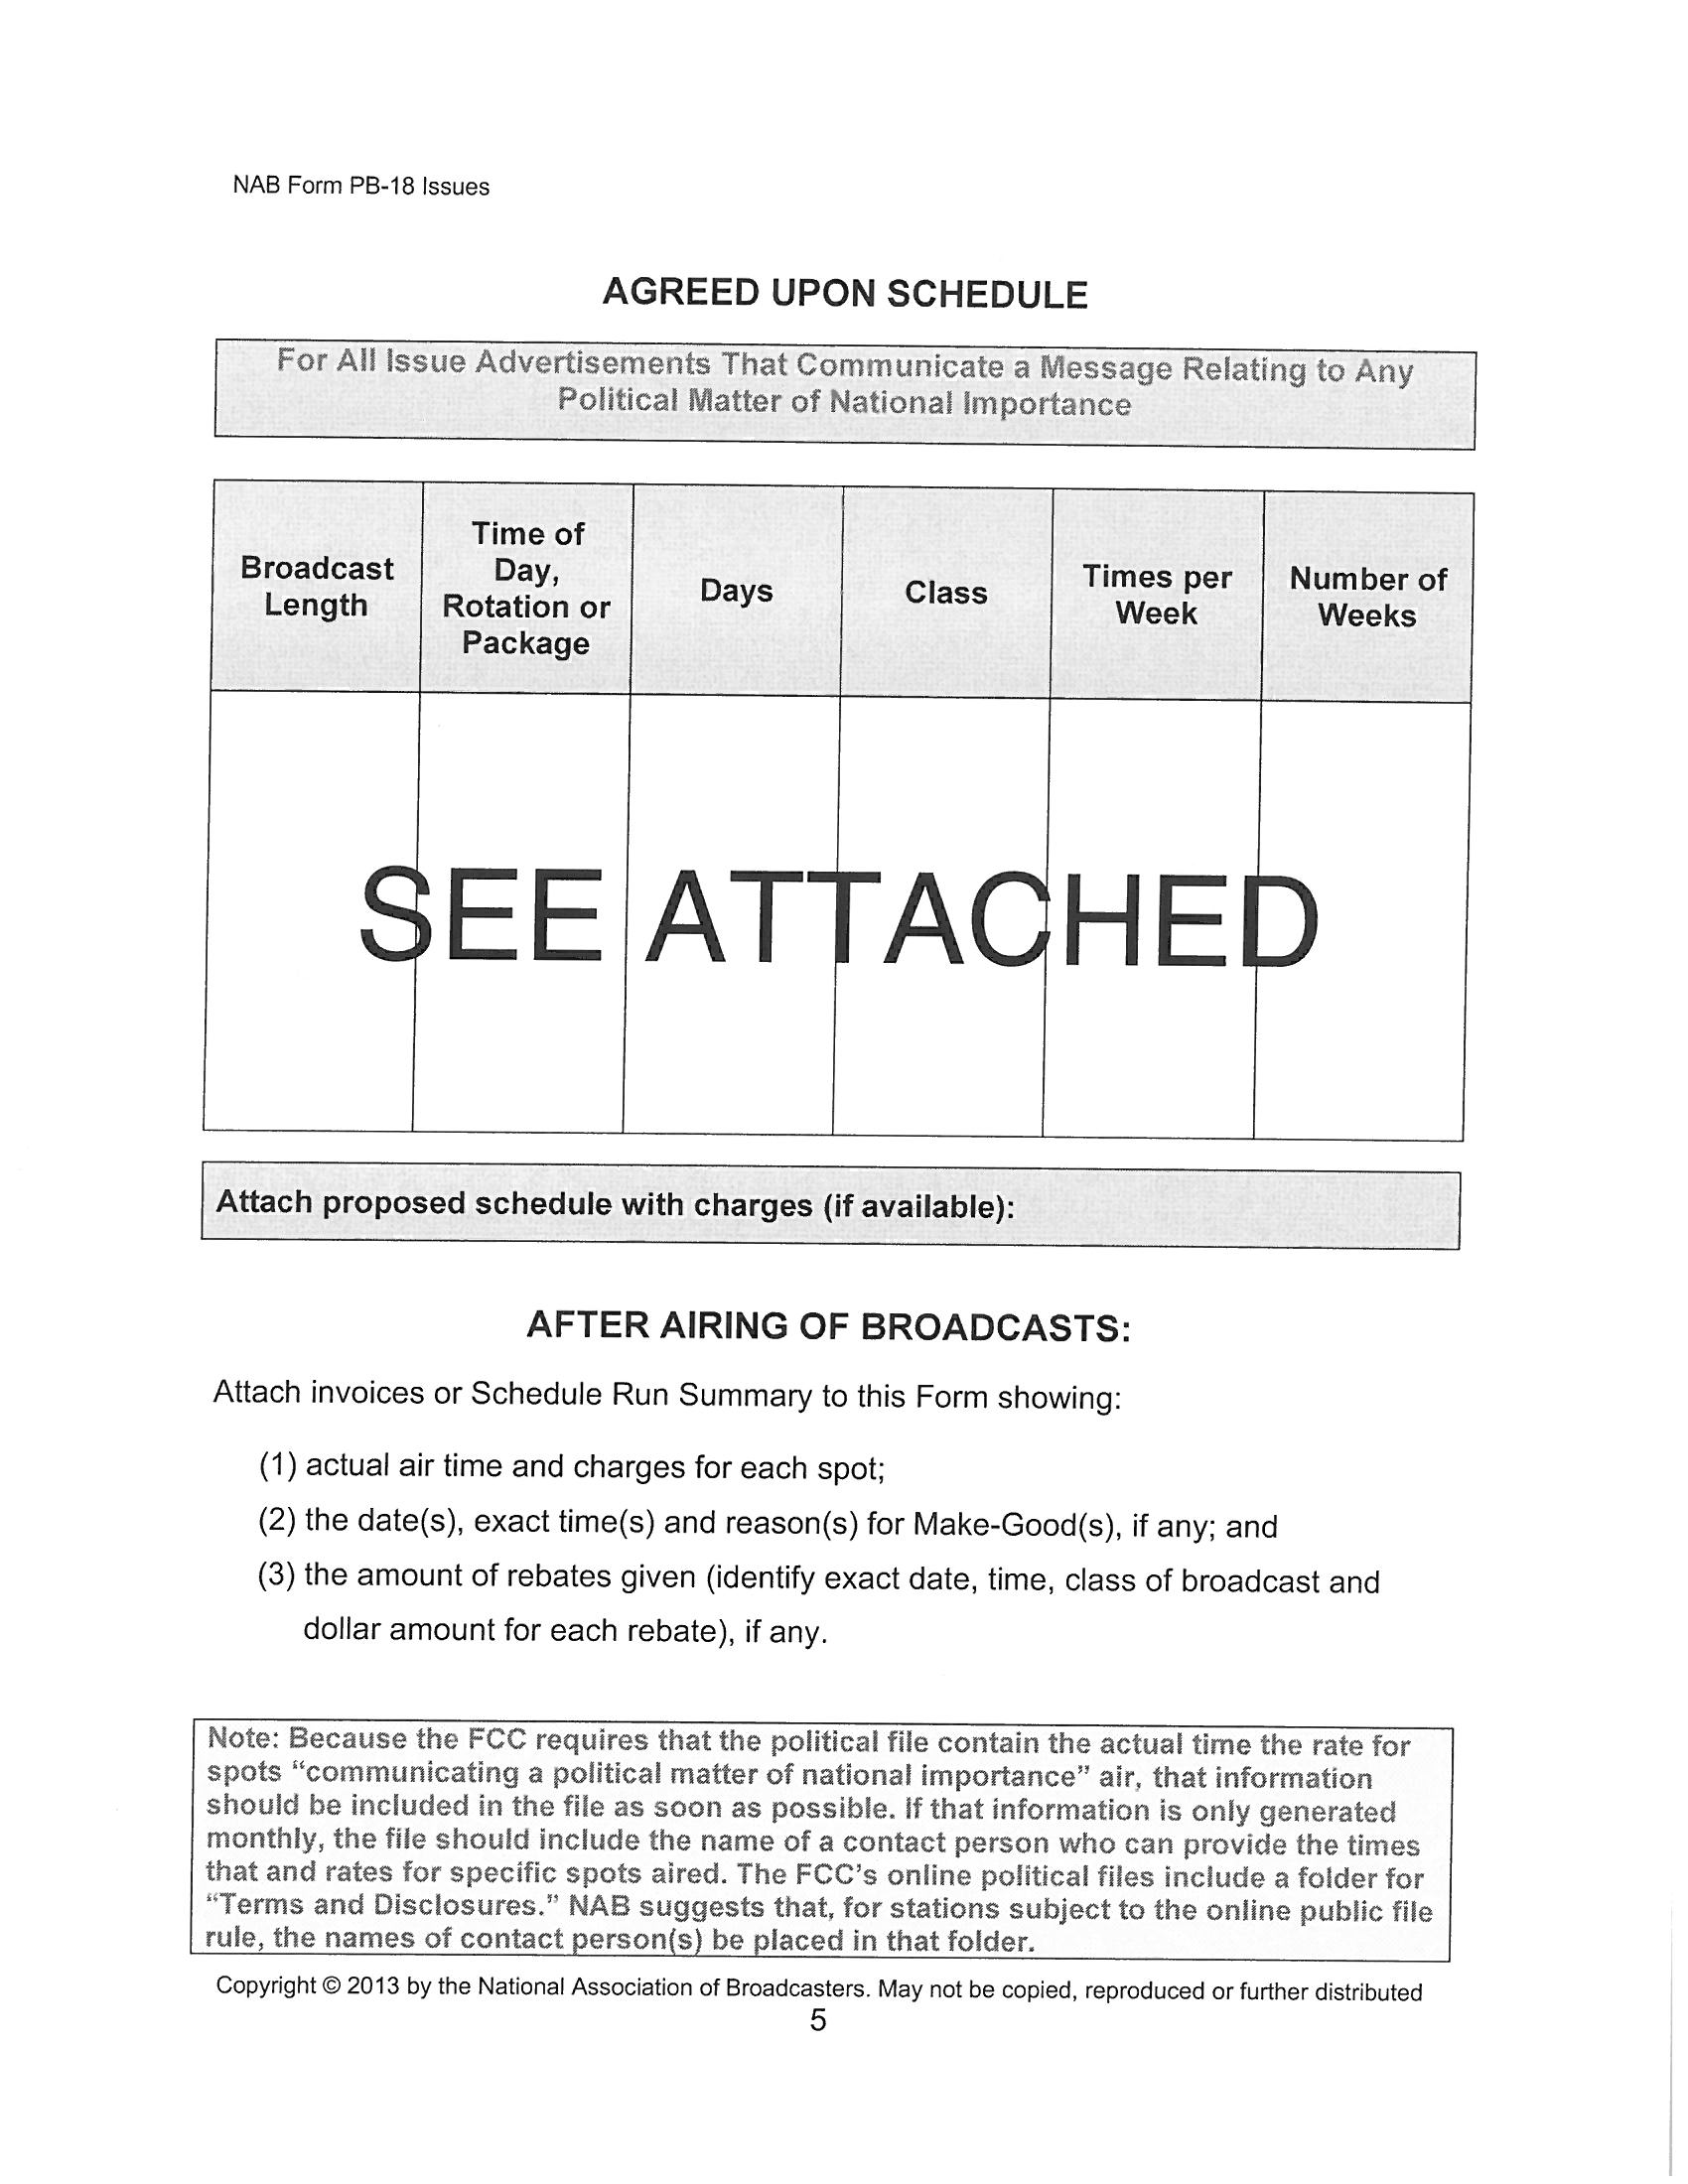 NAB Form PB-18 Issues
AGREED UPON SCHEDULE
For All Issue Advertisements That Communicate a Message Relating to Any
Political Matter of National Importance
Broadcast
Length
Time of
Day,
Rotation or
Package
Days
Class
Times per
Week
Number of
Weeks
SEE ATTACHED
Attach proposed schedule with charges (if available):
AFTER AIRING OF BROADCASTS:
Attach invoices or Schedule Run Summary to this Form showing:
(1) actual air time and charges for each spot;
(2) the date(s), exact time(s) and reason(s) for Make-Good(s), if any; and
(3) the amount of rebates given (identify exact date, time, class of broadcast and
dollar amount for each rebate), if any.
Note: Because the FCC requires that the political file contain the actual time the rate for
spots “communicating a political matter of national importance” air, that information
should be included in the file as soon as possible. If that information is only generated
monthly, the file should include the name of a contact person who can provide the times
that and rates for specific spots aired. The FCC’s online political files include a folder for
“Terms and Disclosures.” NAB suggests that, for stations subject to the online public file
rule, the names of contact person(s) be placed in that folder.
Copyright © 2013 by the National Association of Broadcasters. May not be copied, reproduced or further distributed
5